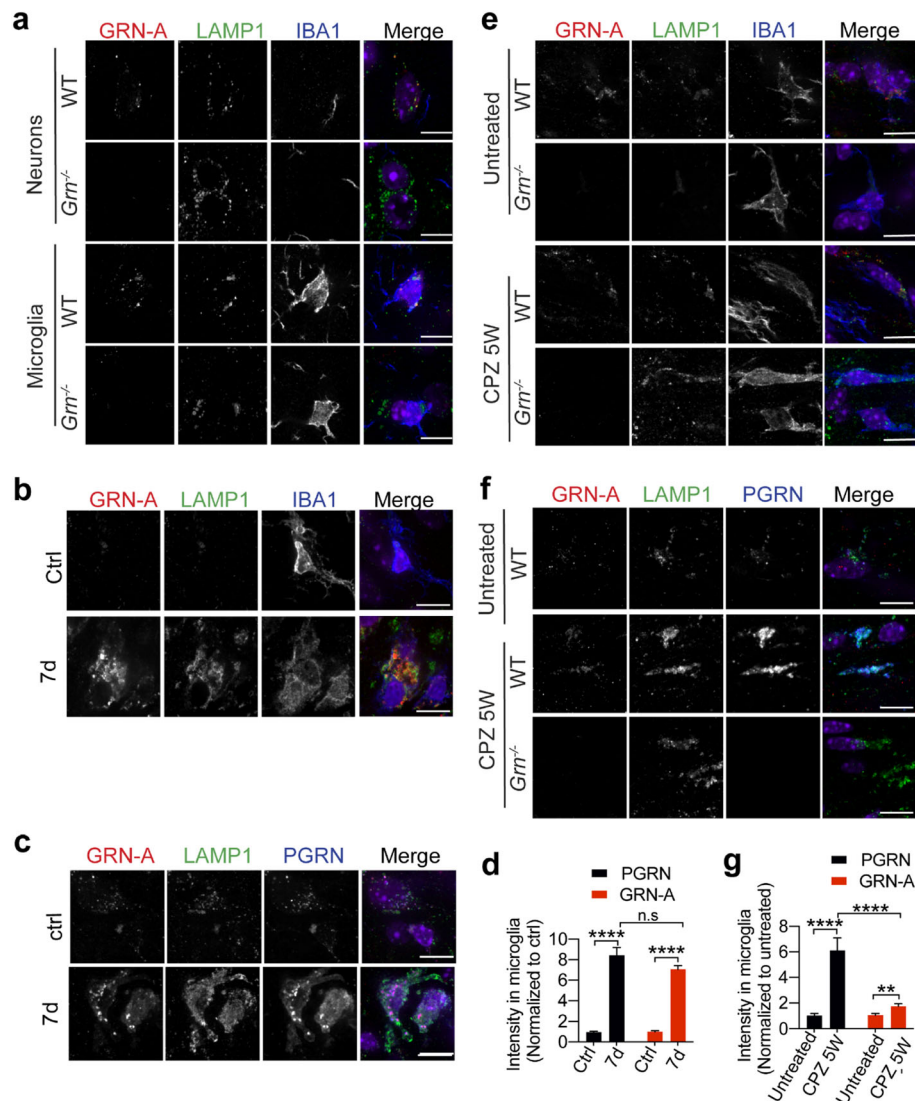 a
GRN-A LAMP1 IBA1 Merge
Neurons
WT
Grn-/-
Microglia
WT
Grn-/-
b
GRN-A LAMP1 IBA1 Merge
Ctrl
7d
c
GRN-A LAMP1 PGRN Merge
ctrl
7d
d
PGRN
GRN-A
Intensity in microglia
(Normalized to ctrl)
10
8
6
4
2
0
****
n.s
****
Ctrl
7d
Ctrl
7d
e
GRN-A LAMP1 IBA1 Merge
Untreated
WT
Grn-/-
CPZ 5W
WT
Grn-/-
f
GRN-A LAMP1 PGRN Merge
Untreated
WT
CPZ 5W
WT
Grn-/-
g
PGRN
GRN-A
Intensity in microglia
(Normalized to untreated)
8
6
4
2
0
****
****
**
Untreated
CPZ 5W
Untreated
CPZ 5W